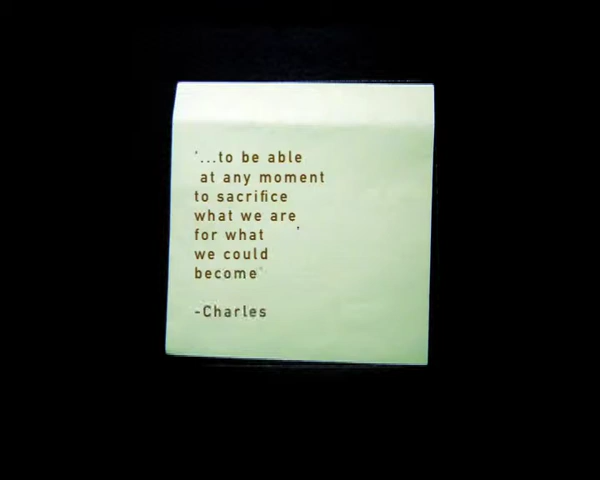 '...to be able
at any moment
to sacrifice
what we are
for what
we could
become'
-Charles